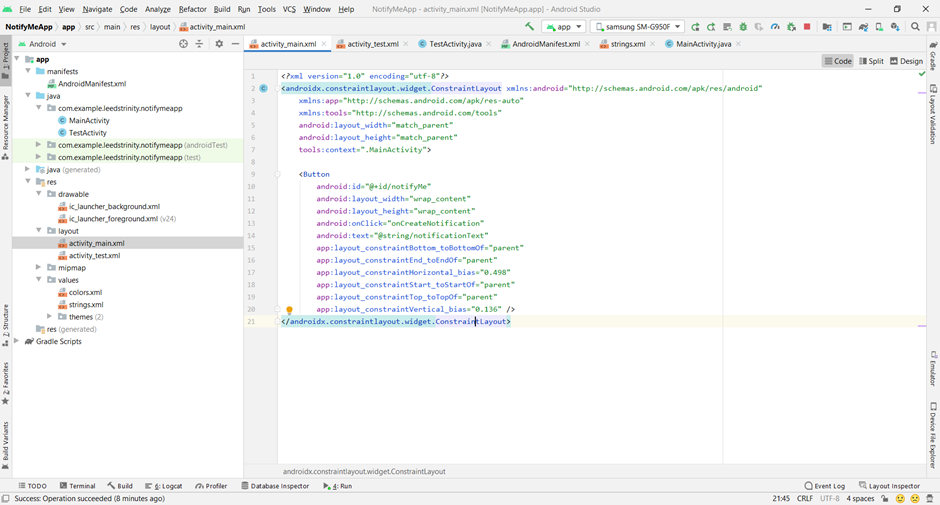 File Edit View Navigate Code Analyze Refactor Build Run Tools VCS Window Help NotifyMeApp - activity_main.xml [NotifyMeApp.app] - Android Studio
NotifyMeApp app src main res layout activity_main.xml app samsung SM-G950F
Android
activity_main.xml activity_test.xml TestActivity.java AndroidManifest.xml strings.xml MainActivity.java
Code Split Design
1: Project
Resource Manager
Z: Structure
2: Favorites
Build Variants
app
manifests
AndroidManifest.xml
java
com.example.leedstrinity.notifymeapp
MainActivity
TestActivity
com.example.leedstrinity.notifymeapp (androidTest)
com.example.leedstrinity.notifymeapp (test)
java (generated)
res
drawable
ic_launcher_background.xml
ic_launcher_foreground.xml (v24)
layout
activity_main.xml
activity_test.xml
mipmap
values
colors.xml
strings.xml
themes (2)
res (generated)
Gradle Scripts
1 <?xml version="1.0" encoding="utf-8"?>
2 <androidx.constraintlayout.widget.ConstraintLayout xmlns:android="http://schemas.android.com/apk/res/android"
3 xmlns:app="http://schemas.android.com/apk/res-auto"
4 xmlns:tools="http://schemas.android.com/tools"
5 android:layout_width="match_parent"
6 android:layout_height="match_parent"
7 tools:context=".MainActivity">
8
9 <Button
10 android:id="@+id/notifyMe"
11 android:layout_width="wrap_content"
12 android:layout_height="wrap_content"
13 android:onClick="onCreateNotification"
14 android:text="@string/notificationText"
15 app:layout_constraintBottom_toBottomOf="parent"
16 app:layout_constraintEnd_toEndOf="parent"
17 app:layout_constraintHorizontal_bias="0.498"
18 app:layout_constraintStart_toStartOf="parent"
19 app:layout_constraintTop_toTopOf="parent"
20 app:layout_constraintVertical_bias="0.136" />
21 </androidx.constraintlayout.widget.ConstraintLayout>
Gradle
Layout Validation
Emulator
Device File Explorer
androidx.constraintlayout.widget.ConstraintLayout
TODO Terminal Build 6: Logcat Profiler Database Inspector 4: Run Event Log Layout Inspector
Success: Operation succeeded (8 minutes ago) 21:45 CRLF UTF-8 4 spaces